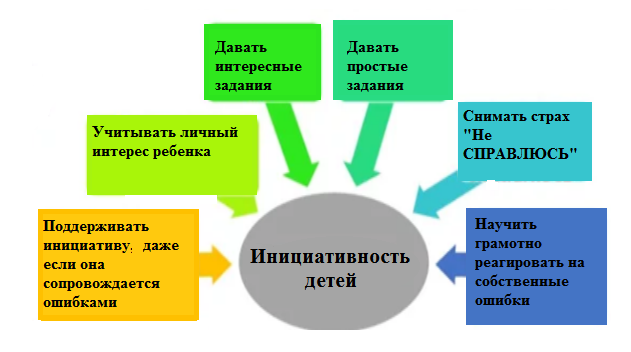 Давать
интересные
задания
Давать
простые
задания
Учитывать личный
интерес ребенка
Снимать страх
"Не
СПРАВЛЮСЬ"
Поддерживать
инициативу; даже
если она
сопровождается
ошибками
Инициативность
детей
Научить
грамотно
реагировать на
собственные
ошибки